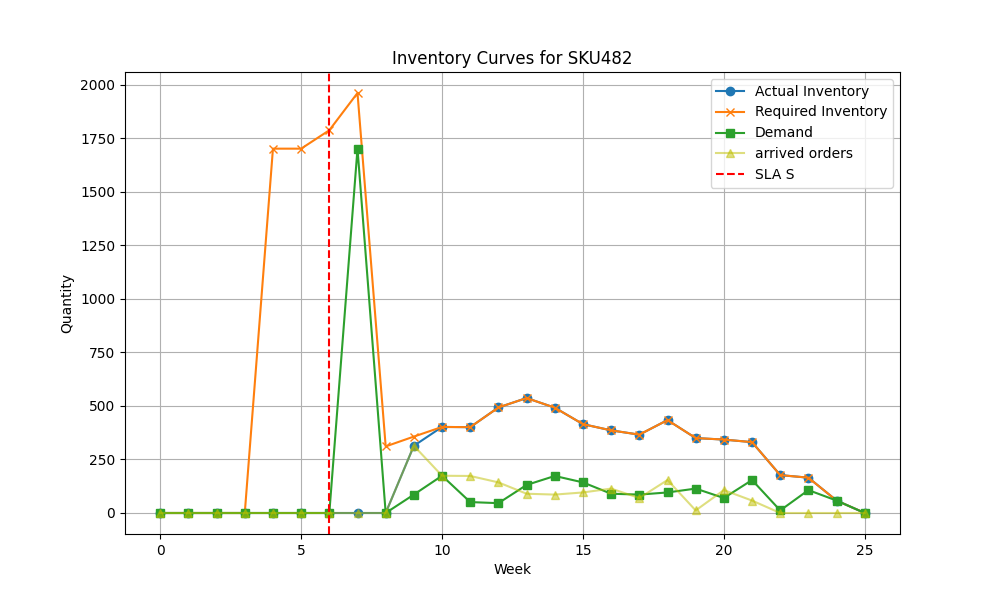 Inventory Curves for SKU482
Actual Inventory
Required Inventory
Demand
arrived orders
SLA S
Quantity
2000
1750
1500
1250
1000
750
500
250
0
0 5 10 15 20 25
Week